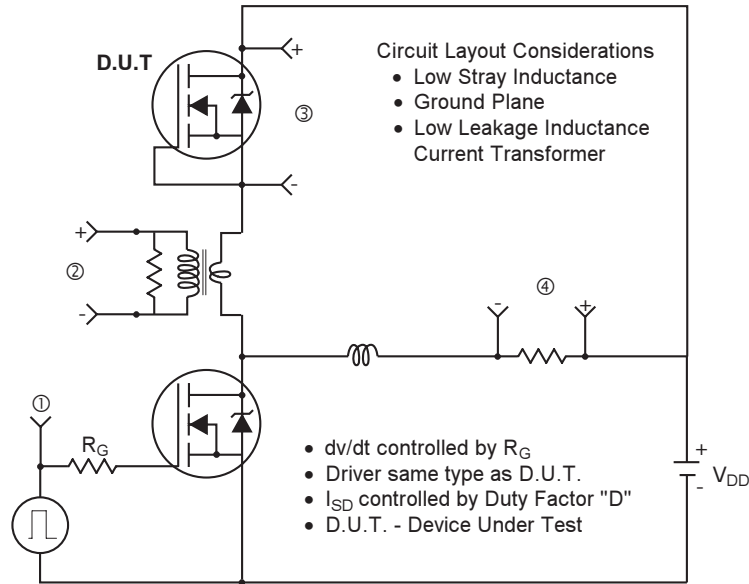 D.U.T
+
Circuit Layout Considerations
• Low Stray Inductance
• Ground Plane
• Low Leakage Inductance
Current Transformer
③
-
+
②
-
④
- +
①
RG
• dv/dt controlled by RG
• Driver same type as D.U.T.
• ISD controlled by Duty Factor "D"
• D.U.T. - Device Under Test
+
VDD
-